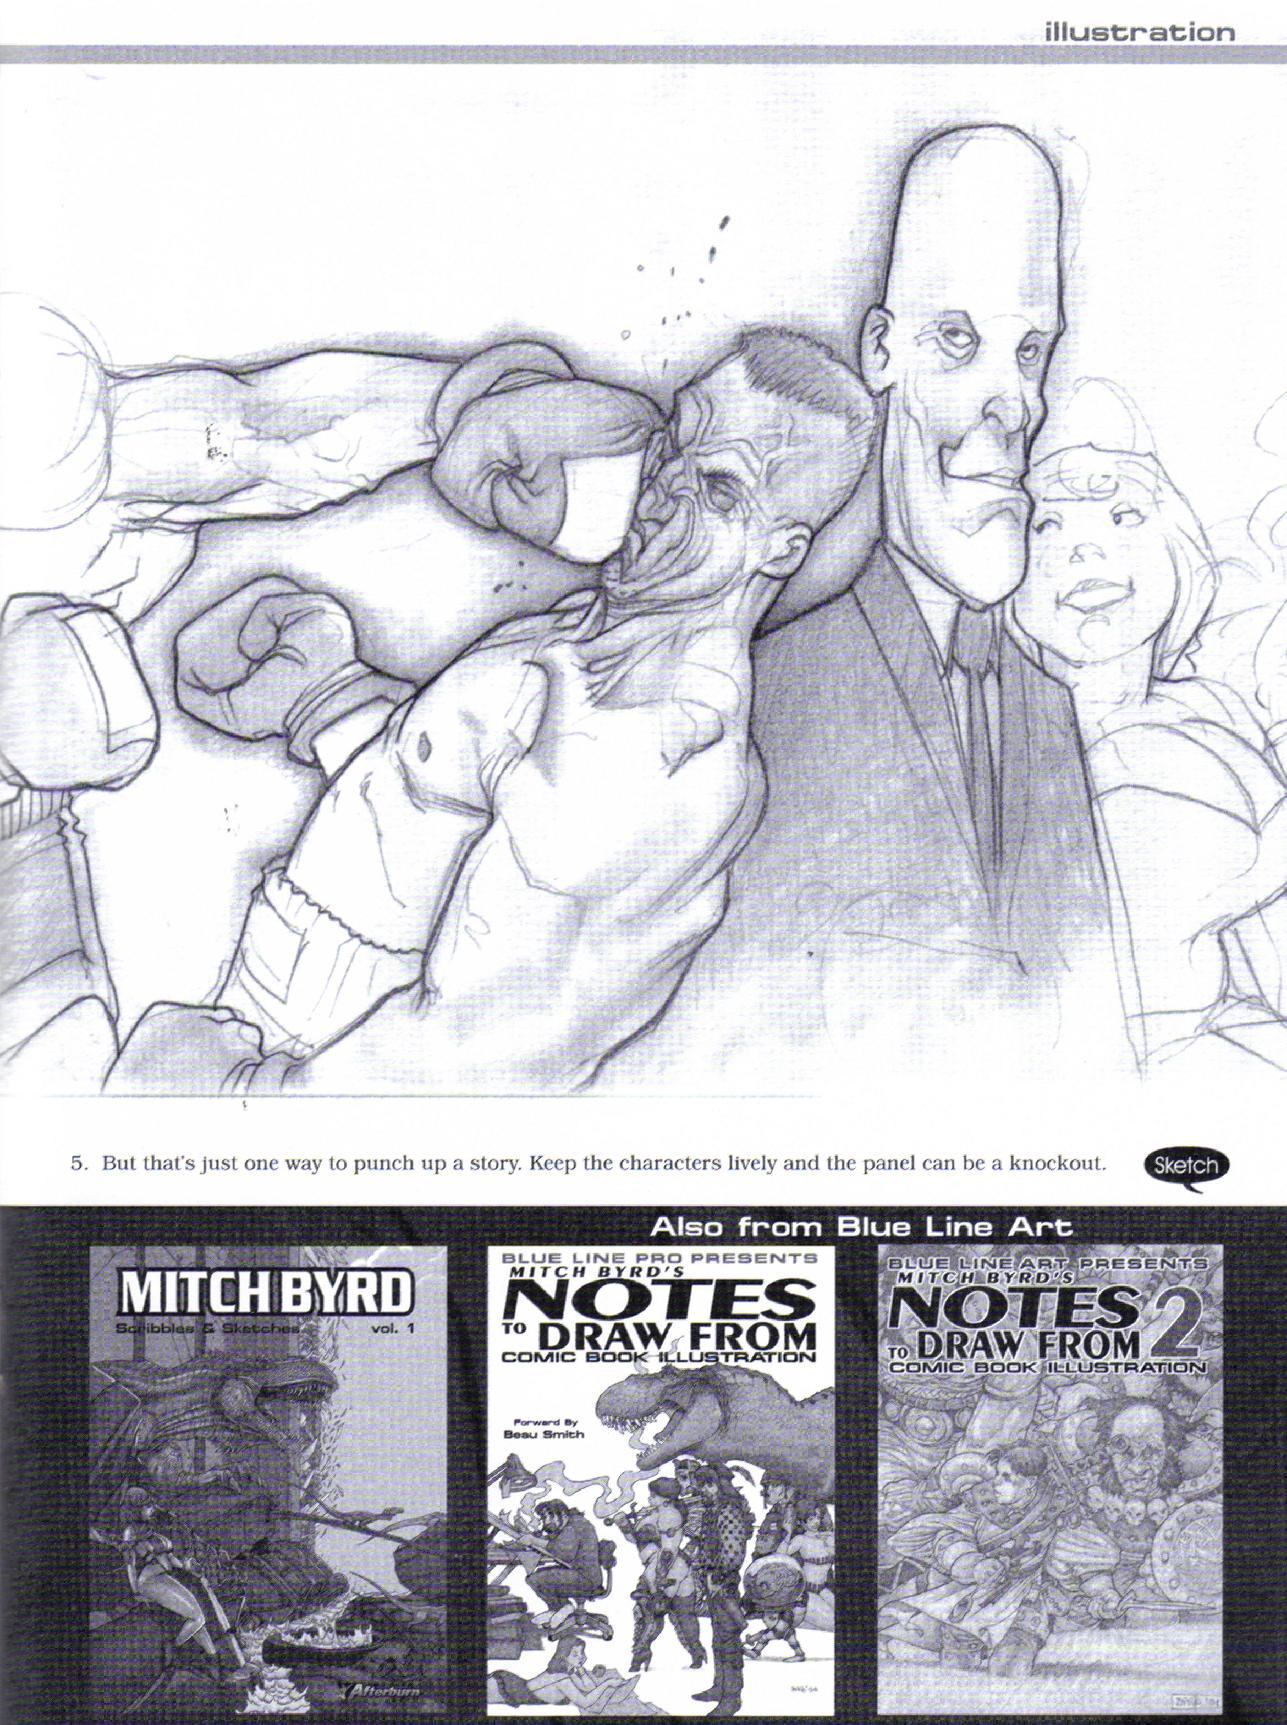 illustration
5. But that's just one way to punch up a story. Keep the characters lively and the panel can be a knockout.
Sketch
Also from Blue Line Art
MITCH BYRD
Scribbles & Sketches vol. 1
Afterburn
BLUE LINE PRO PRESENTS
MITCH BYRD'S
NOTES
TO DRAW FROM
COMIC BOOK ILLUSTRATION
Forward By
Beau Smith
BLUE LINE ART PRESENTS
MITCH BYRD'S
NOTES 2
TO DRAW FROM
COMIC BOOK ILLUSTRATION